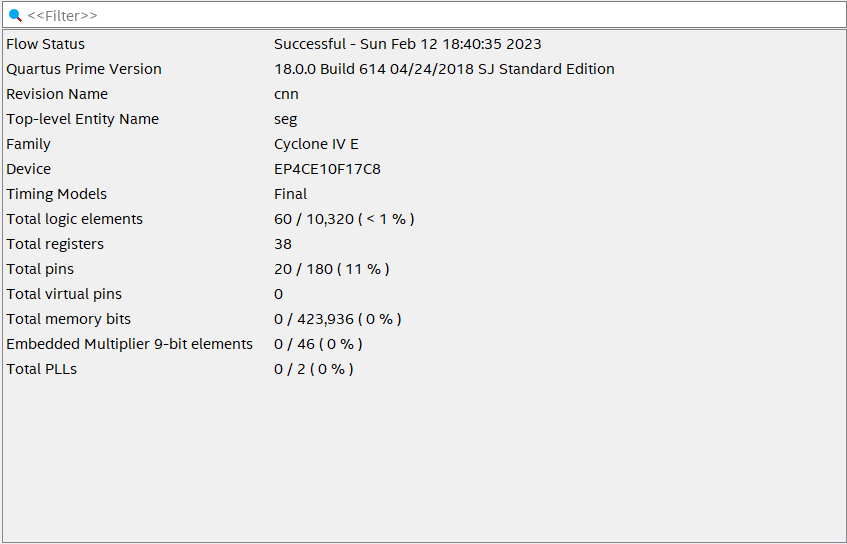 <<Filter>>
Flow Status Successful - Sun Feb 12 18:40:35 2023
Quartus Prime Version 18.0.0 Build 614 04/24/2018 SJ Standard Edition
Revision Name cnn
Top-level Entity Name seg
Family Cyclone IV E
Device EP4CE10F17C8
Timing Models Final
Total logic elements 60 / 10,320 ( < 1 % )
Total registers 38
Total pins 20 / 180 ( 11 % )
Total virtual pins 0
Total memory bits 0 / 423,936 ( 0 % )
Embedded Multiplier 9-bit elements 0 / 46 ( 0 % )
Total PLLs 0 / 2 ( 0 % )